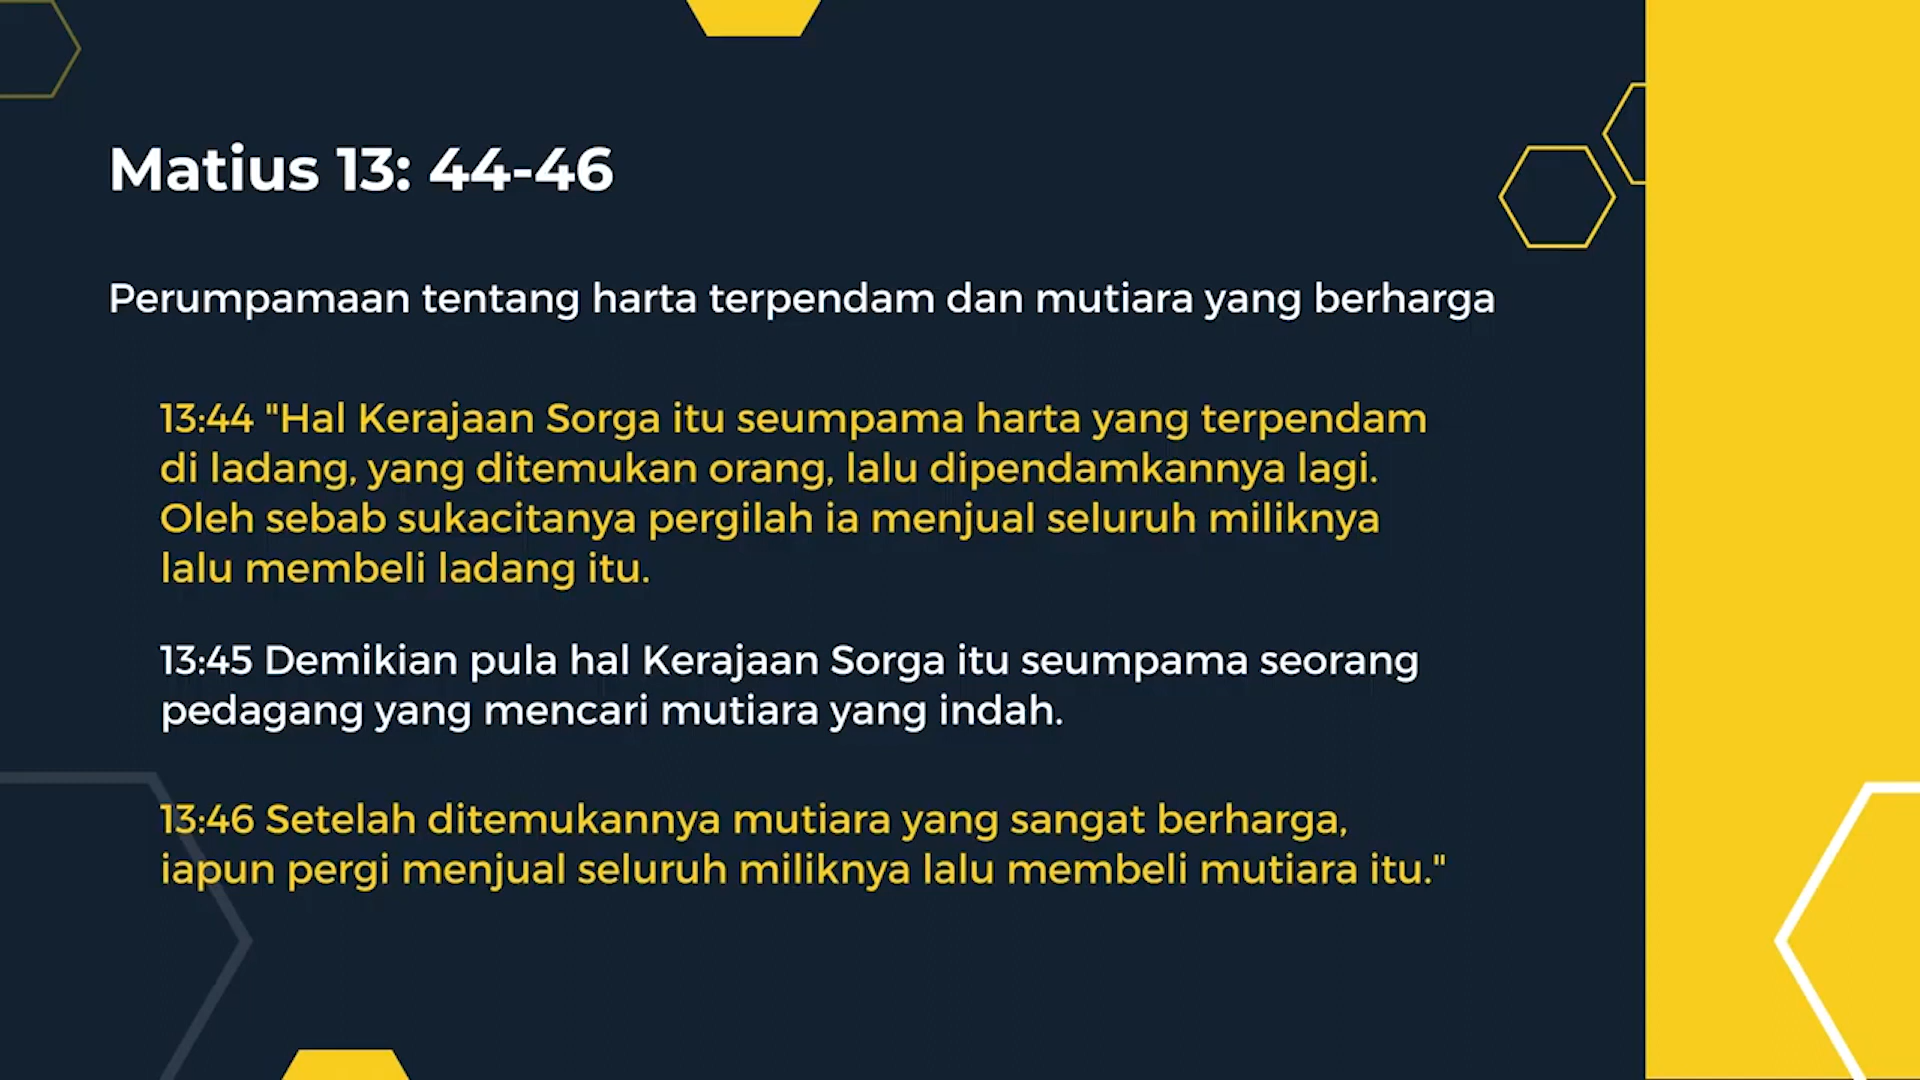 Matius 13: 44-46
Perumpamaan tentang harta terpendam dan mutiara yang berharga
13:44 "Hal Kerajaan Sorga itu seumpama harta yang terpendam
di ladang, yang ditemukan orang, lalu dipendamkannya lagi.
Oleh sebab sukacitanya pergilah ia menjual seluruh miliknya
lalu membeli ladang itu.
13:45 Demikian pula hal Kerajaan Sorga itu seumpama seorang
pedagang yang mencari mutiara yang indah.
13:46 Setelah ditemukannya mutiara yang sangat berharga,
iapun pergi menjual seluruh miliknya lalu membeli mutiara itu."